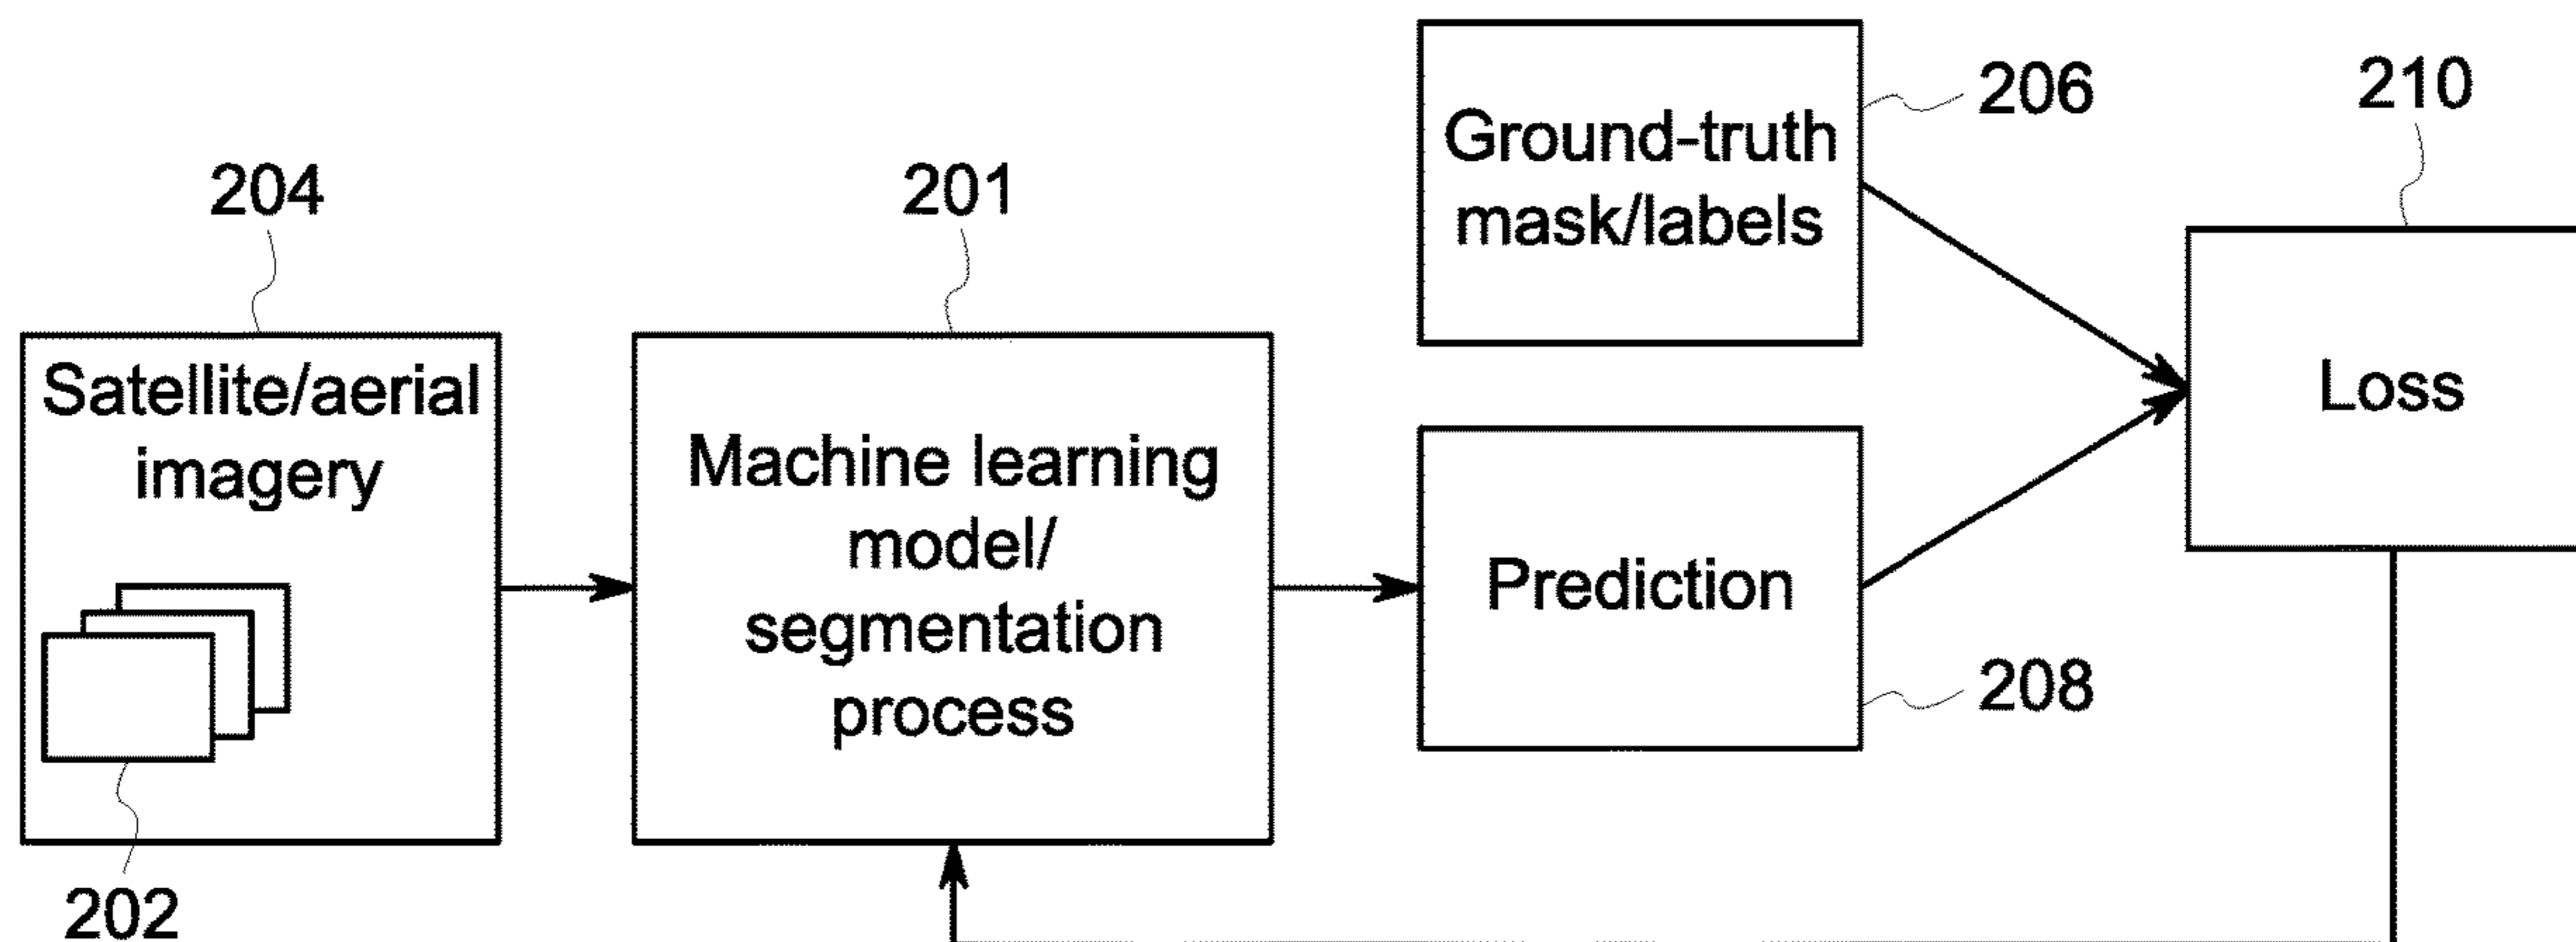 204
Satellite/aerial
imagery
202
201
Machine learning
model/
segmentation
process
Ground-truth
mask/labels
206
Prediction
208
210
Loss